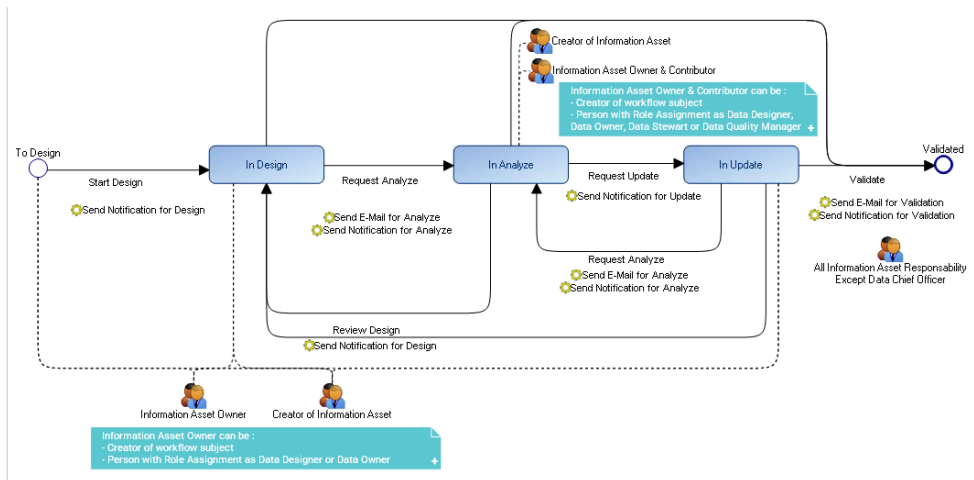 Creator of Information Asset
Information Asset Owner & Contributor
Information Asset Owner & Contributor can be :
- Creator of workflow subject
- Person with Role Assignment as Data Designer,
Data Owner, Data Stewart or Data Quality Manager
To Design
In Design
In Analyze
In Update
Validated
Start Design
Request Analyze
Request Update
Validate
Send Notification for Design
Send E-Mail for Analyze
Send Notification for Analyze
Send Notification for Update
Send E-Mail for Validation
Send Notification for Validation
Request Analyze
Send E-Mail for Analyze
Send Notification for Analyze
All Information Asset Responsability
Except Data Chief Officer
Review Design
Send Notification for Design
Information Asset Owner
Creator of Information Asset
Information Asset Owner can be :
- Creator of workflow subject
- Person with Role Assignment as Data Designer or Data Owner